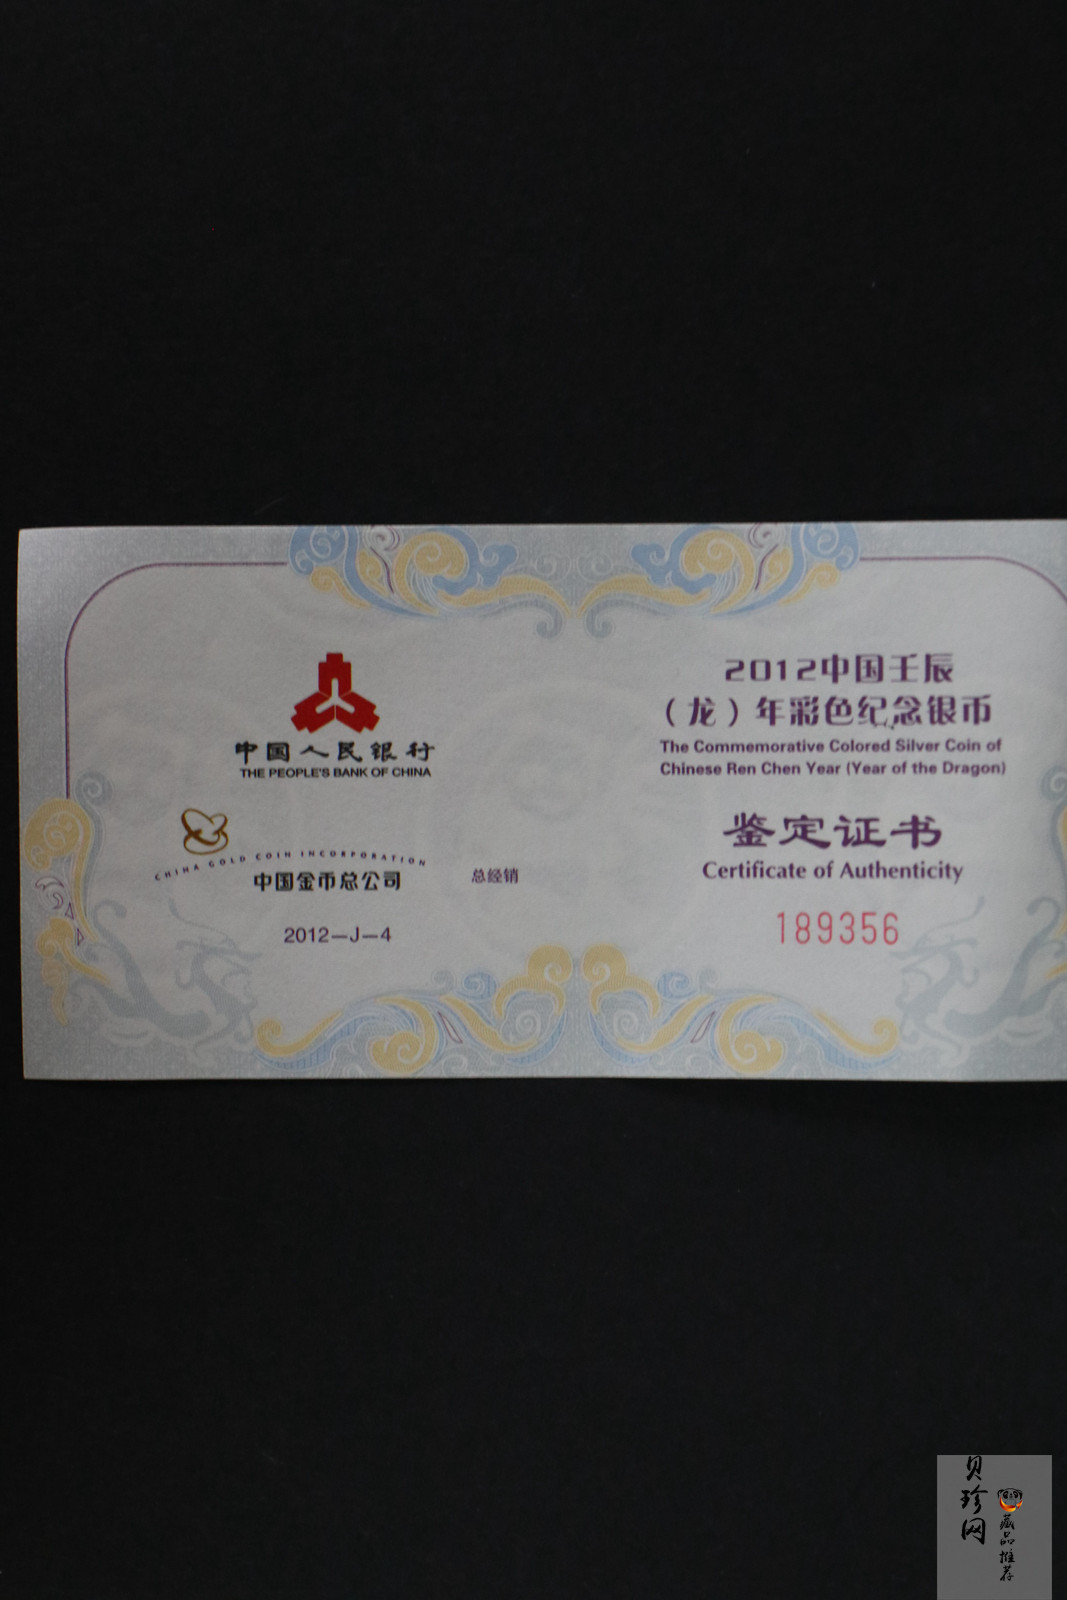 中国人民银行
THE PEOPLE'S BANK OF CHINA
CHINA GOLD COIN INCORPORATION
中国金币总公司 总经销
2012—J—4
2012中国壬辰
（龙）年彩色纪念银币
The Commemorative Colored Silver Coin of
Chinese Ren Chen Year (Year of the Dragon)
鉴定证书
Certificate of Authenticity
189356
贝珍网
藏品推荐